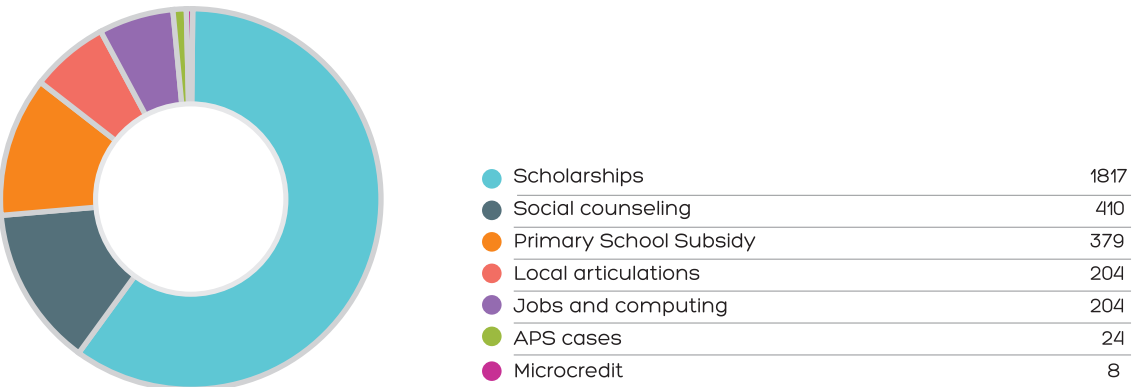 Scholarships 1817
Social counseling 410
Primary School Subsidy 379
Local articulations 204
Jobs and computing 204
APS cases 24
Microcredit 8